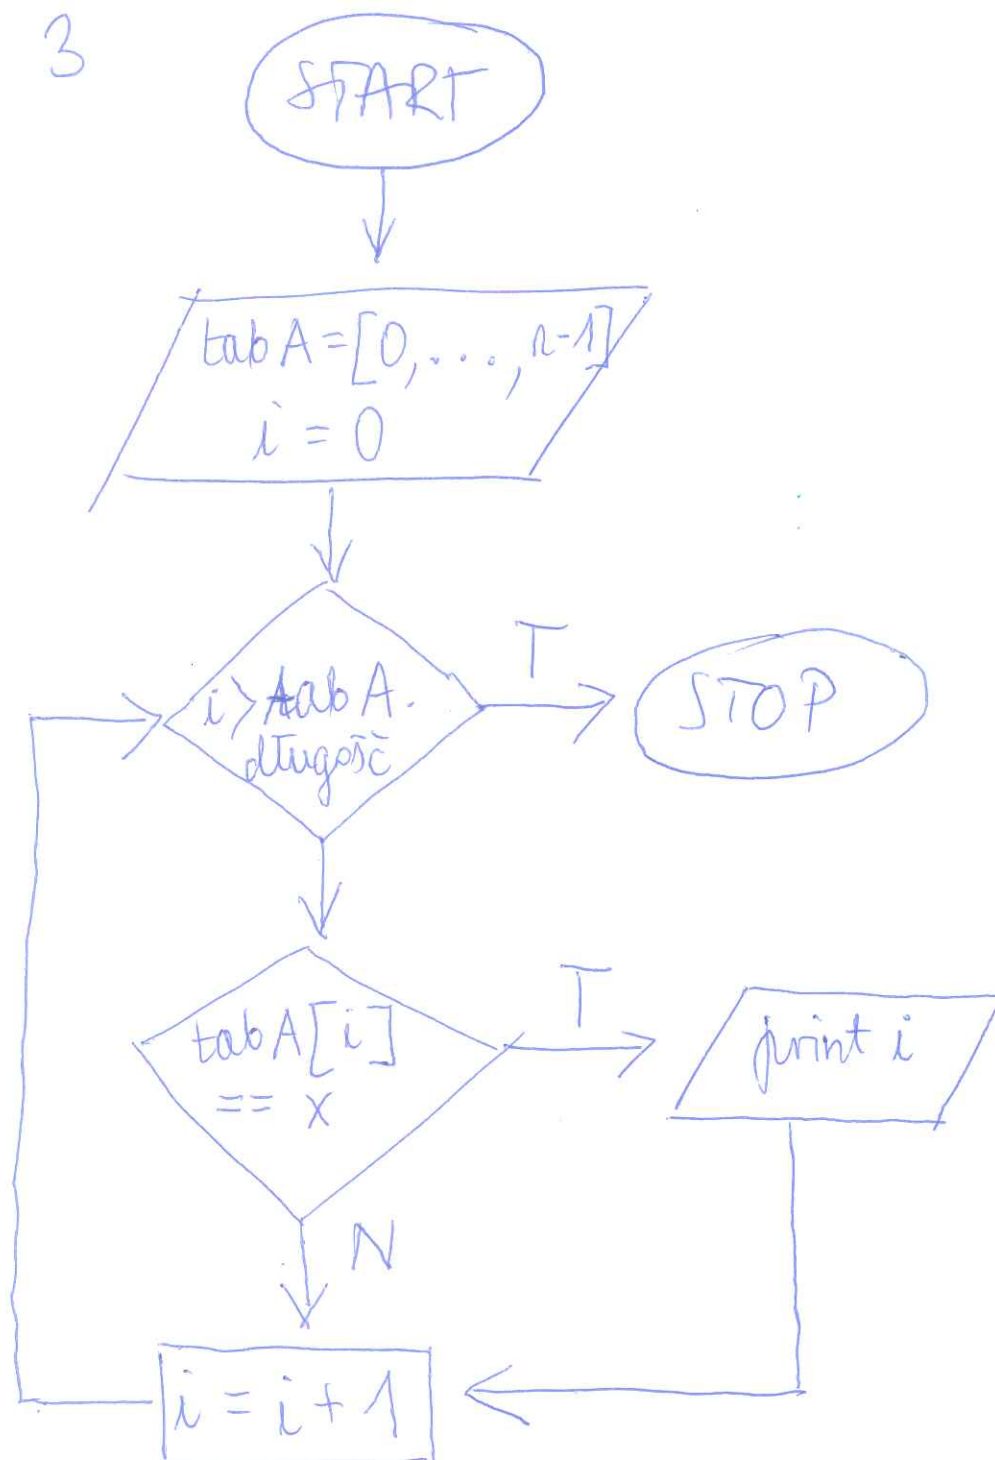 3
START
tabA=[0,...,n-1]
i=0
i>tabA.
długość
T
STOP
tabA[i]
== x
T
print i
N
i = i + 1